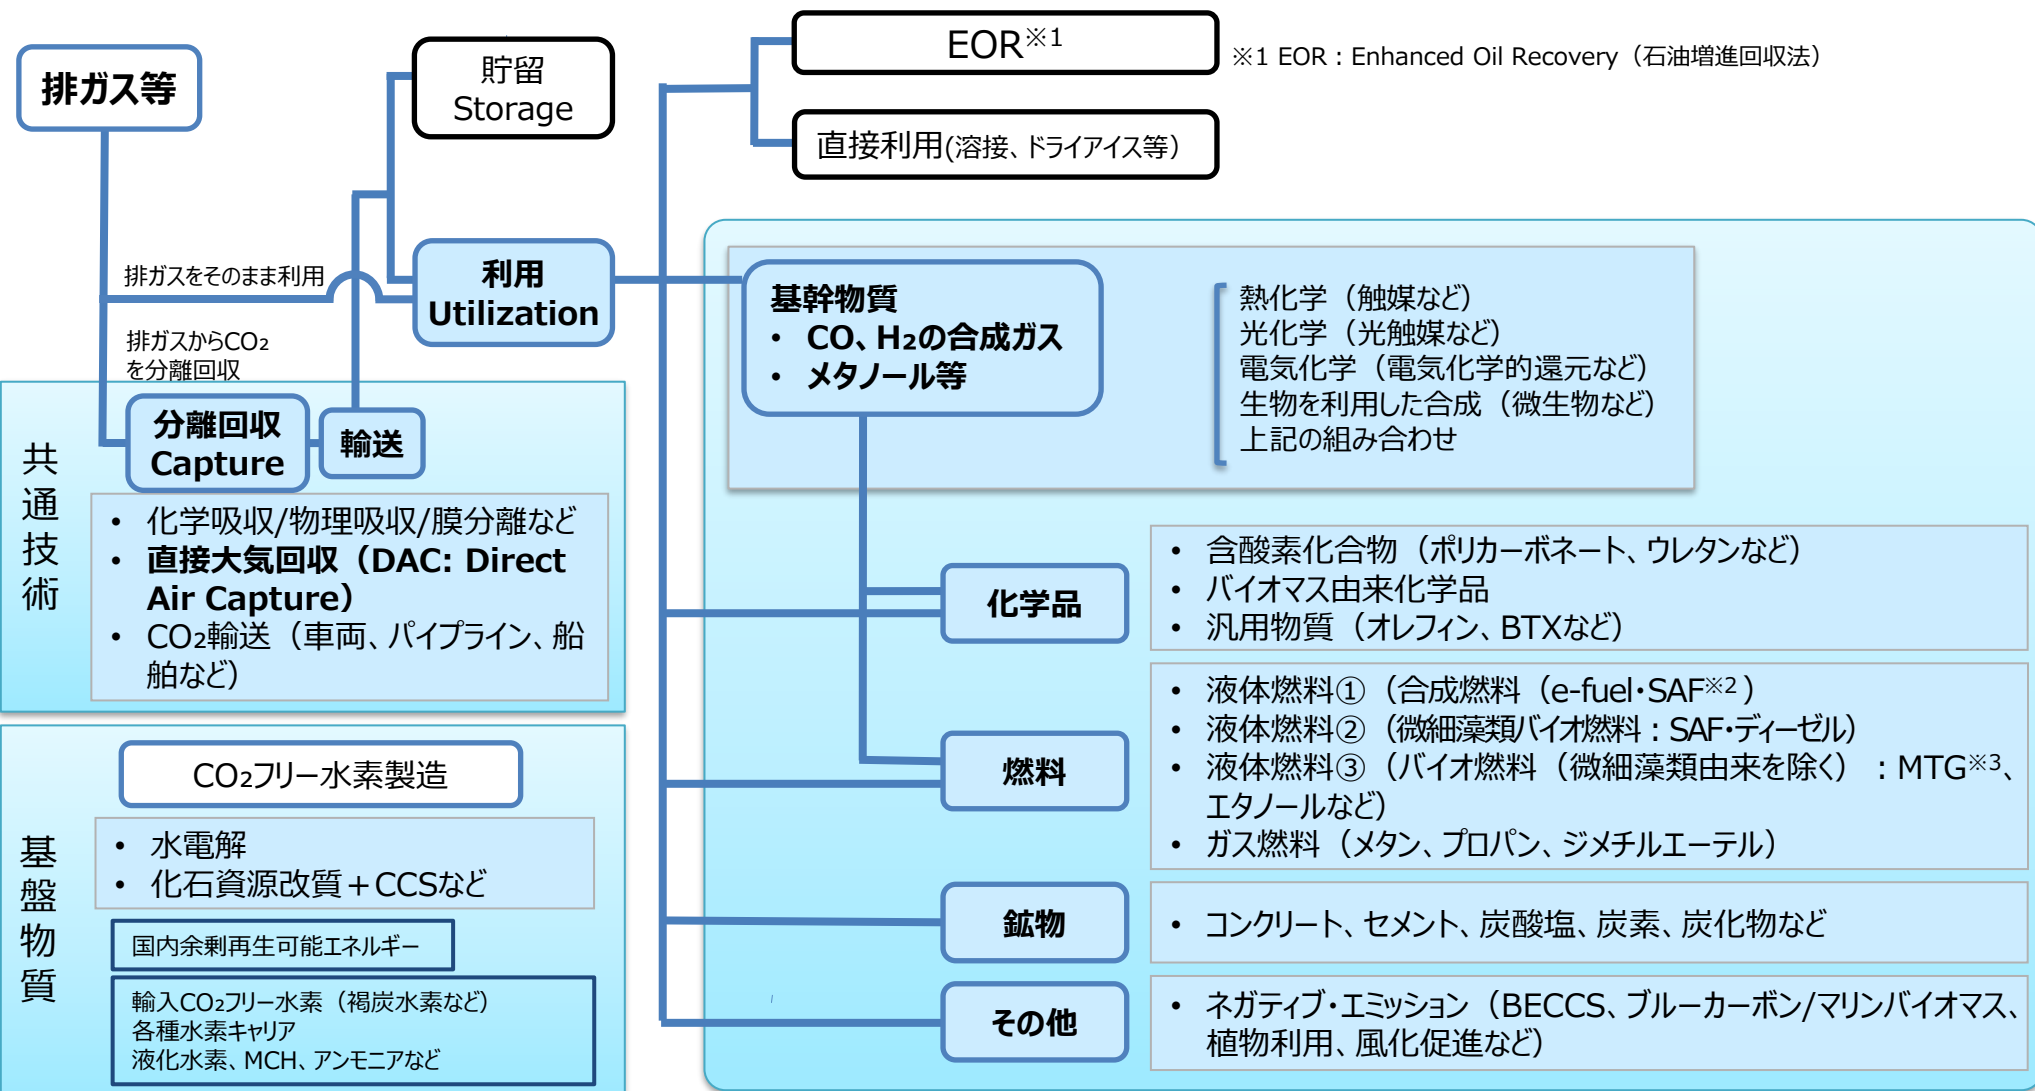 排ガス等
貯留
Storage
EOR※1
※1 EOR：Enhanced Oil Recovery（石油増進回収法）
直接利用(溶接、ドライアイス等）
排ガスをそのまま利用
利用
Utilization
排ガスからCO₂
を分離回収
基幹物質
• CO、H₂の合成ガス
• メタノール等
熱化学（触媒など）
光化学（光触媒など）
電気化学（電気化学的還元など）
生物を利用した合成（微生物など）
上記の組み合わせ
共通技術
分離回収
Capture
輸送
• 化学吸収/物理吸収/膜分離など
• 直接大気回収（DAC: Direct
Air Capture）
• CO₂輸送（車両、パイプライン、船
舶など）
化学品
• 含酸素化合物（ポリカーボネート、ウレタンなど）
• バイオマス由来化学品
• 汎用物質（オレフィン、BTXなど）
燃料
• 液体燃料①（合成燃料（e-fuel・SAF※2）
• 液体燃料②（微細藻類バイオ燃料：SAF・ディーゼル）
• 液体燃料③（バイオ燃料（微細藻類由来を除く）：MTG※3、
エタノールなど）
• ガス燃料（メタン、プロパン、ジメチルエーテル）
鉱物
• コンクリート、セメント、炭酸塩、炭素、炭化物など
その他
• ネガティブ・エミッション（BECCS、ブルーカーボン/マリンバイオマス、
植物利用、風化促進など）
基盤物質
CO₂フリー水素製造
• 水電解
• 化石資源改質＋CCSなど
国内余剰再生可能エネルギー
輸入CO₂フリー水素（褐炭水素など）
各種水素キャリア
液化水素、MCH、アンモニアなど